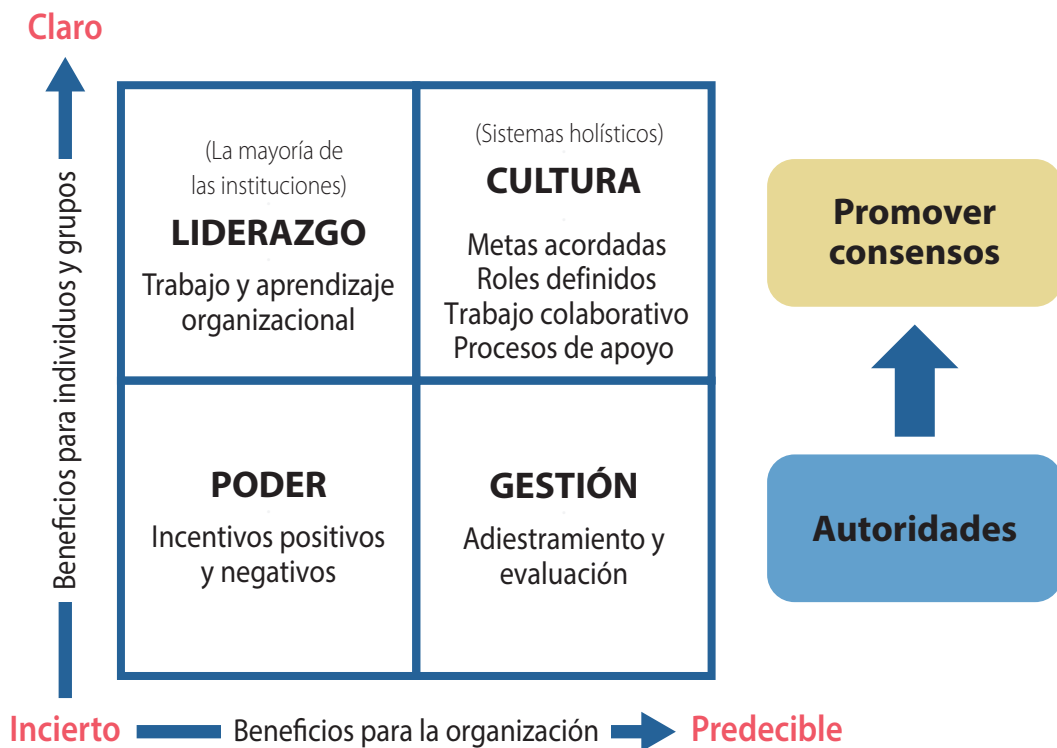 Claro
Beneficios para individuos y grupos
(La mayoría de
las instituciones)
LIDERAZGO
Trabajo y aprendizaje
organizacional
(Sistemas holísticos)
CULTURA
Metas acordadas
Roles definidos
Trabajo colaborativo
Procesos de apoyo
PODER
Incentivos positivos
y negativos
GESTIÓN
Adiestramiento y
evaluación
Promover
consensos
Autoridades
Incierto
Beneficios para la organización
Predecible